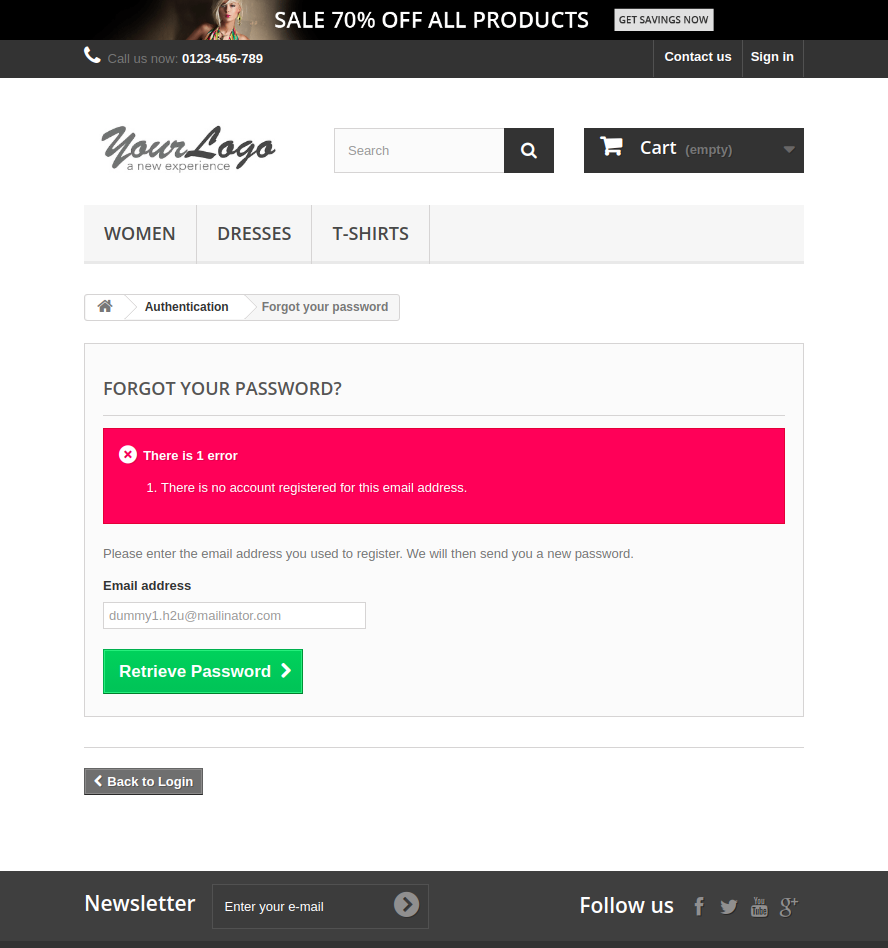 SALE 70% OFF ALL PRODUCTS GET SAVINGS NOW
Call us now: 0123-456-789 Contact us Sign in
YourLogo
a new experience
Search
Cart (empty)
WOMEN DRESSES T-SHIRTS
Authentication Forgot your password
FORGOT YOUR PASSWORD?
There is 1 error
1. There is no account registered for this email address.
Please enter the email address you used to register. We will then send you a new password.
Email address
dummy1.h2u@mailinator.com
Retrieve Password
Back to Login
Newsletter Enter your e-mail Follow us
You
Tube
g+